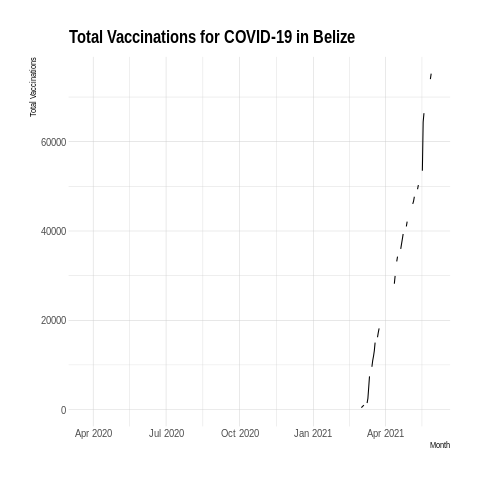 Total Vaccinations for COVID-19 in Belize
Total Vaccinations
60000
40000
20000
0
Apr 2020 Jul 2020 Oct 2020 Jan 2021 Apr 2021
Month